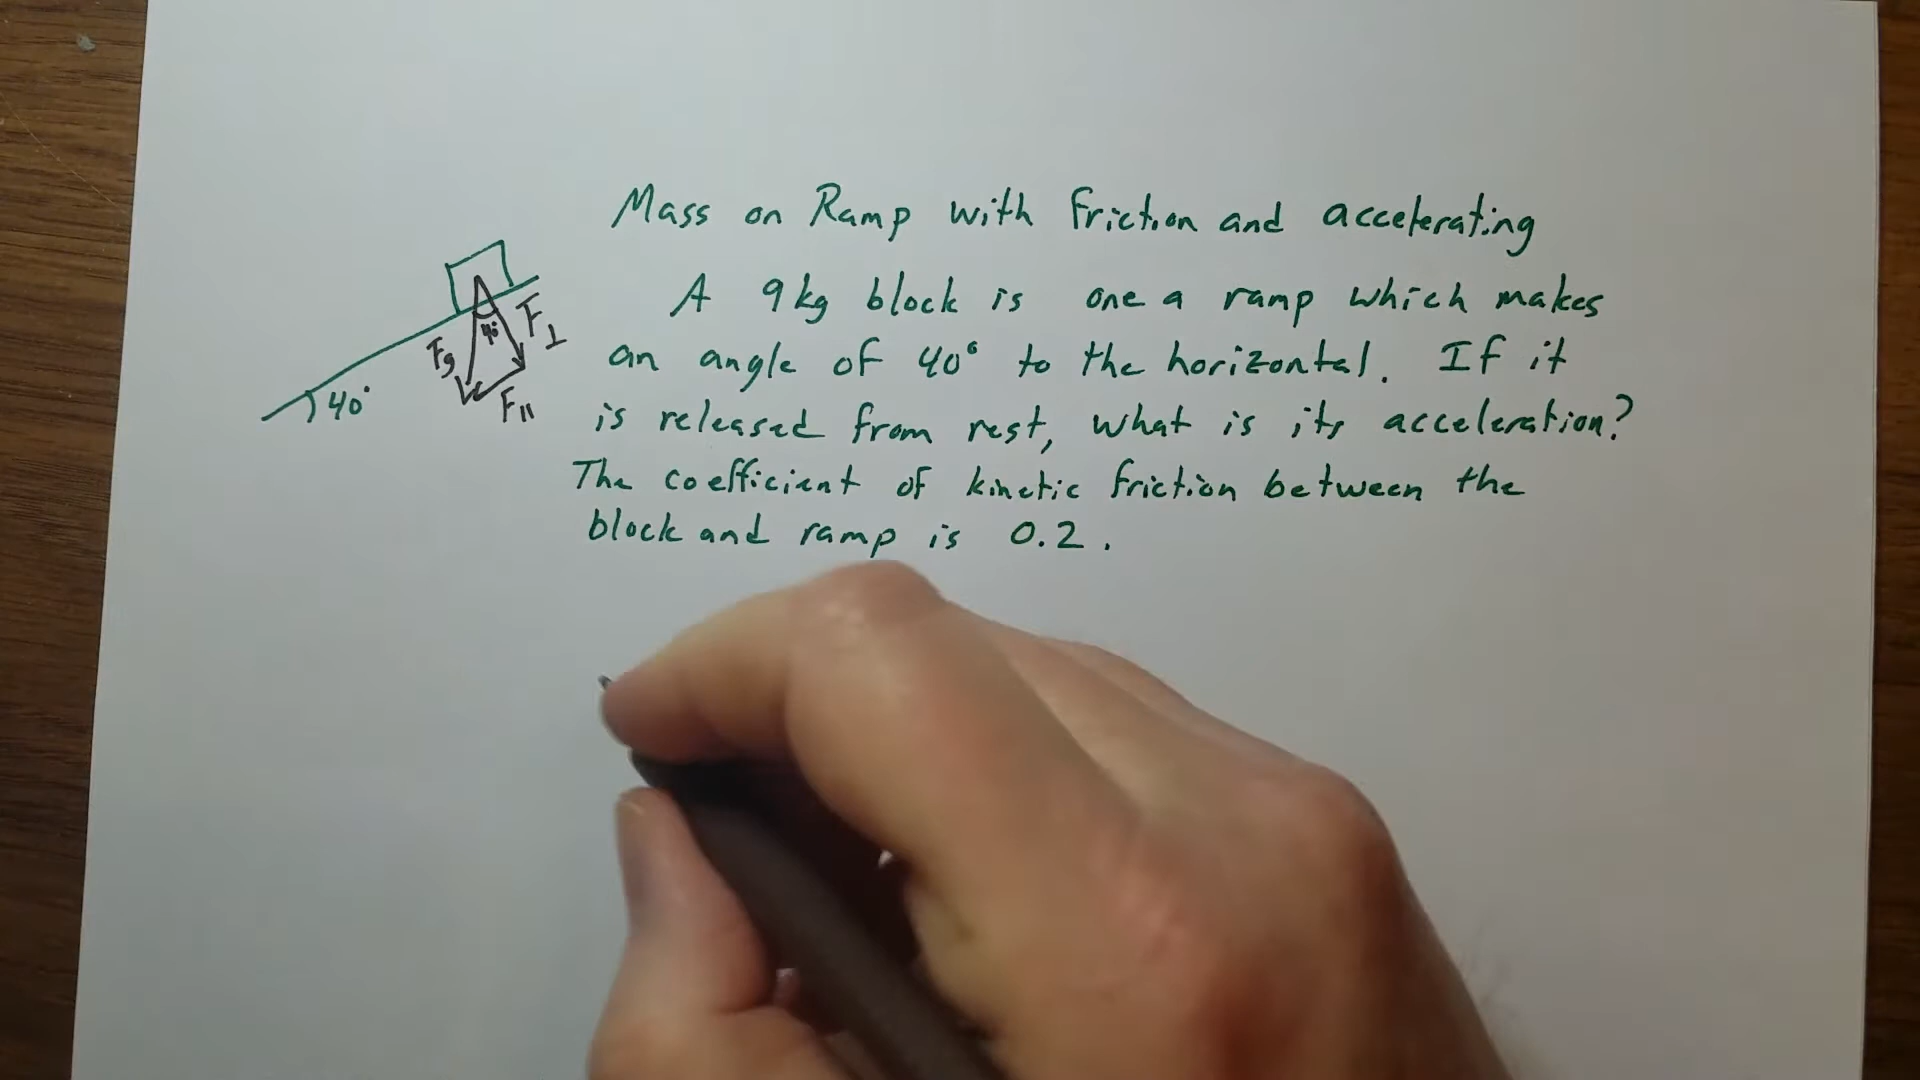 Mass on Ramp with friction and accelerating
A 9kg block is one a ramp which makes
an angle of 40° to the horizontal. If it
is released from rest, what is its acceleration?
The coefficient of kinetic friction between the
block and ramp is 0.2.
40°
Fg
40°
F⊥
F||